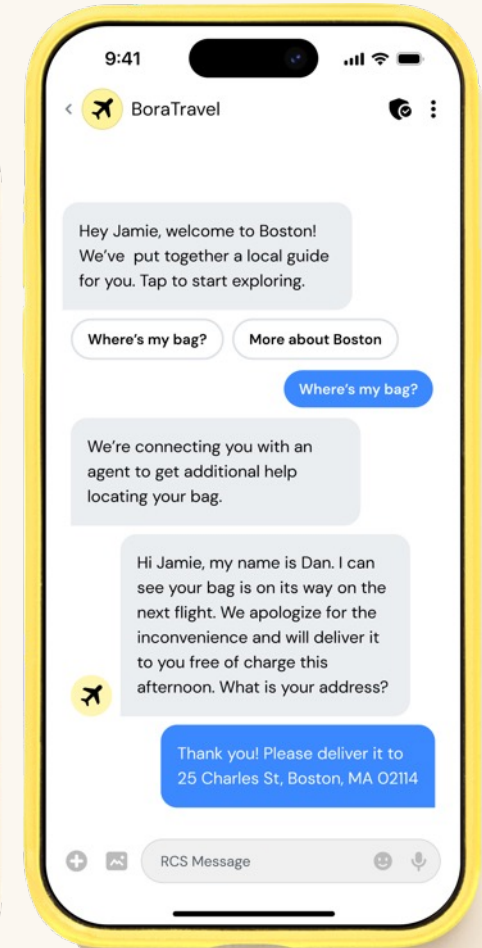 9:41
BoraTravel
Hey Jamie, welcome to Boston!
We've put together a local guide
for you. Tap to start exploring.
Where's my bag?
More about Boston
Where's my bag?
We're connecting you with an
agent to get additional help
locating your bag.
Hi Jamie, my name is Dan. I can
see your bag is on its way on the
next flight. We apologize for the
inconvenience and will deliver it
to you free of charge this
afternoon. What is your address?
Thank you! Please deliver it to
25 Charles St, Boston, MA 02114
RCS Message